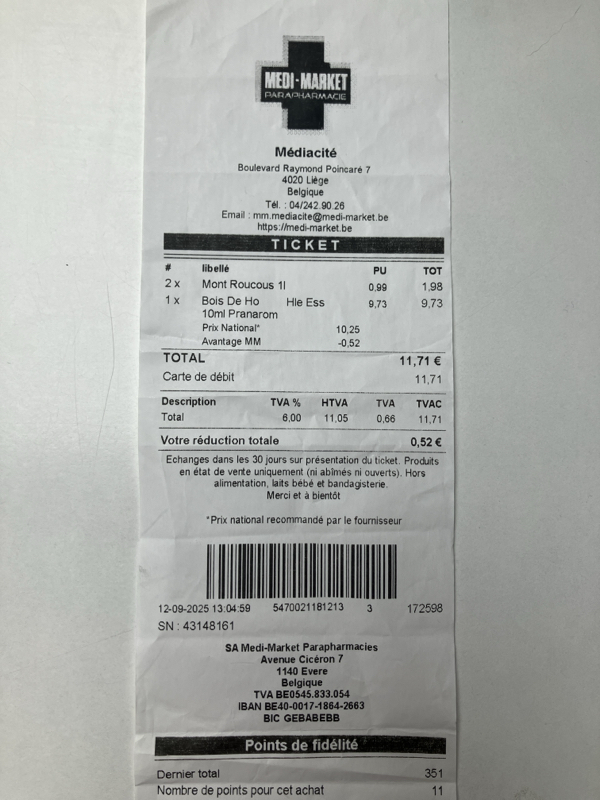 MEDI-MARKET
PARAPHARMACIE
Médiacité
Boulevard Raymond Poincaré 7
4020 Liège
Belgique
Tél. : 04/242.90.26
Email : mm.mediacite@medi-market.be
https://medi-market.be
TICKET
# libellé PU TOT
2 x Mont Roucous 1l 0,99 1,98
1 x Bois De Ho Hle Ess 9,73 9,73
10ml Pranarom
Prix National* 10,25
Avantage MM -0,52
TOTAL 11,71 €
Carte de débit 11,71
Description TVA % HTVA TVA TVAC
Total 6,00 11,05 0,66 11,71
Votre réduction totale 0,52 €
Echanges dans les 30 jours sur présentation du ticket. Produits
en état de vente uniquement (ni abîmés ni ouverts). Hors
alimentation, laits bébé et bandagisterie.
Merci et à bientôt
*Prix national recommandé par le fournisseur
12-09-2025 13:04:59 5470021181213 3 172598
SN : 43148161
SA Medi-Market Parapharmacies
Avenue Cicéron 7
1140 Evere
Belgique
TVA BE0545.833.054
IBAN BE40-0017-1864-2663
BIC GEBABEBB
Points de fidélité
Dernier total 351
Nombre de points pour cet achat 11